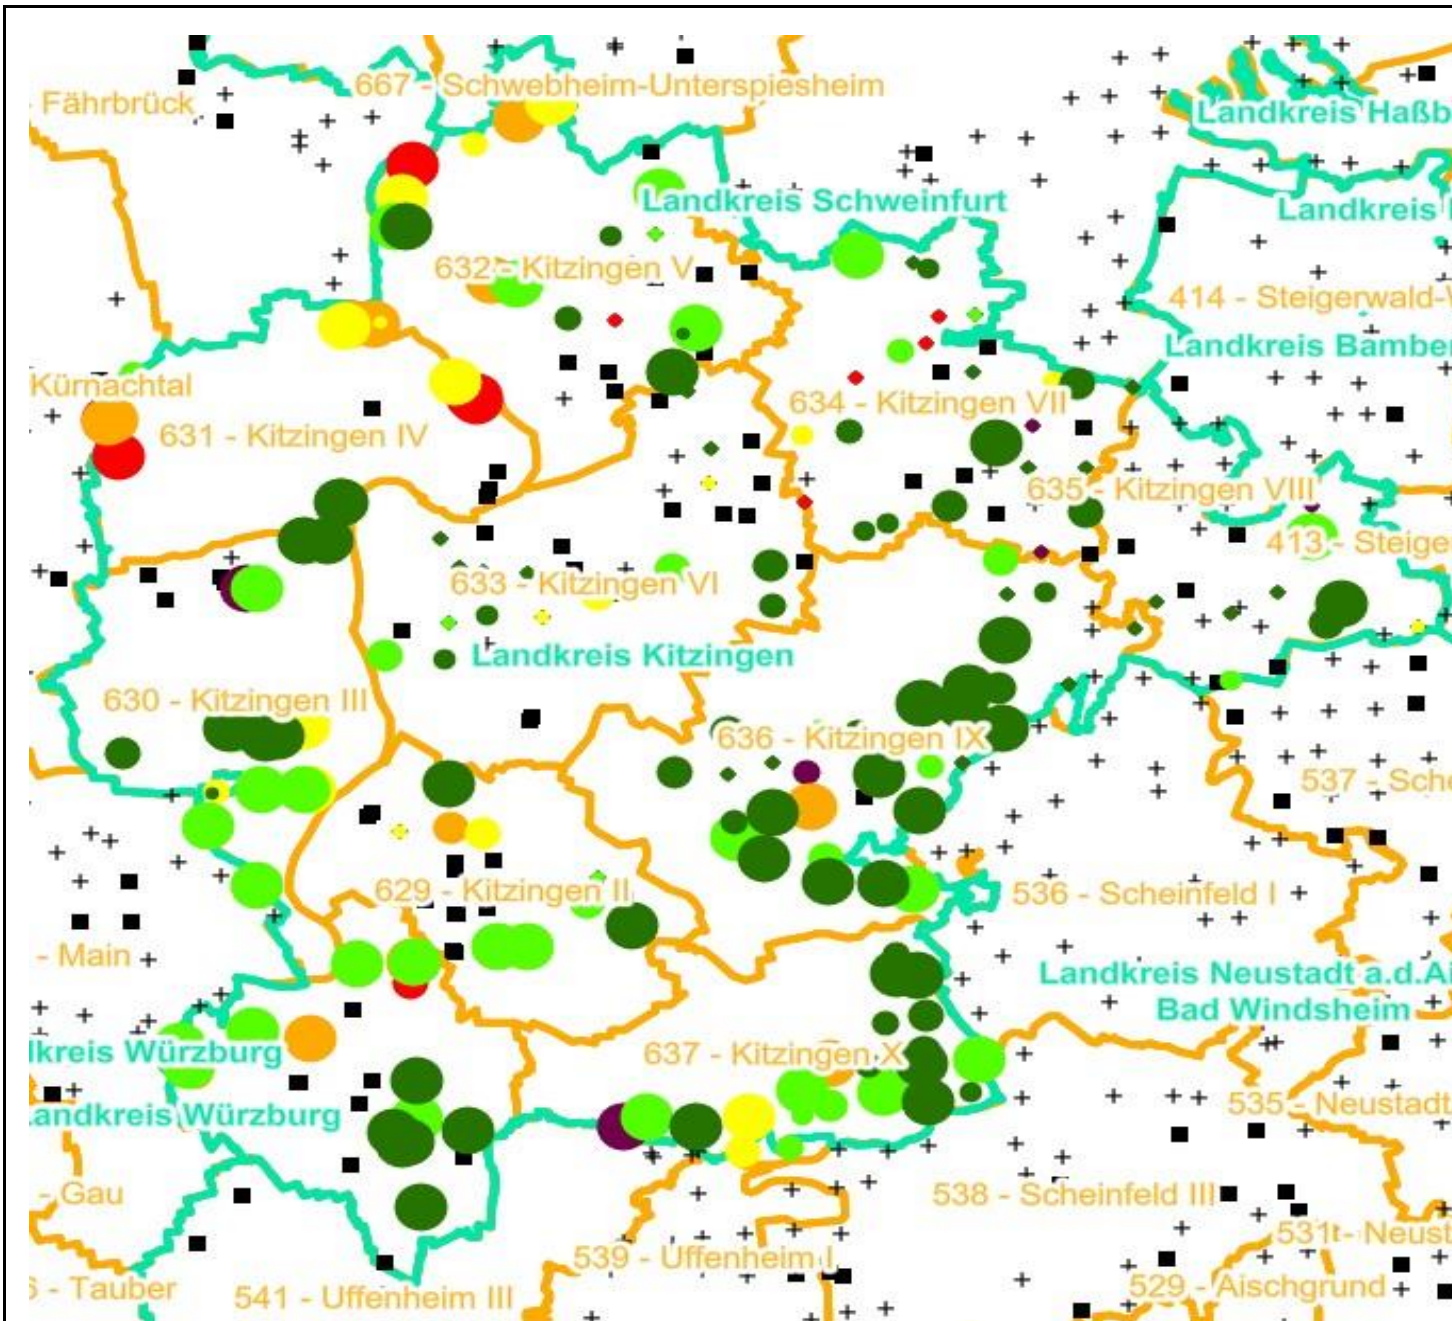 667 - Schwebheim-Unterspiesheim
Fährbrück
Landkreis Haßb
Landkreis Schweinfurt
Landkreis
632 - Kitzingen V
414 - Steigerwald-
Landkreis Bamber
Kürnachtal
634 - Kitzingen VII
631 - Kitzingen IV
635 - Kitzingen VIII
413 - Steige
633 - Kitzingen VI
Landkreis Kitzingen
630 - Kitzingen III
636 - Kitzingen IX
537 - Sche
629 - Kitzingen II
536 - Scheinfeld I
- Main
Landkreis Neustadt a.d.Ai
Bad Windsheim
lkreis Würzburg
637 - Kitzingen X
535 - Neustadt
andkreis Würzburg
- Gau
538 - Scheinfeld III
531 - Neust
539 - Uffenheim I
6 - Tauber
541 - Uffenheim III
529 - Aischgrund